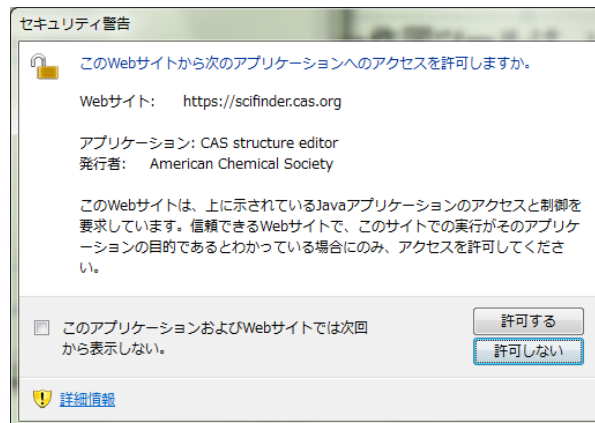 セキュリティ警告
このWebサイトから次のアプリケーションへのアクセスを許可しますか。
Webサイト: https://scifinder.cas.org
アプリケーション: CAS structure editor
発行者: American Chemical Society
このWebサイトは、上に示されているJavaアプリケーションのアクセスと制御を
要求しています。信頼できるWebサイトで、このサイトでの実行がそのアプリケ
ーションの目的であるとわかっている場合にのみ、アクセスを許可してくださ
い。
このアプリケーションおよびWebサイトでは次回
から表示しない。
許可する
許可しない
詳細情報